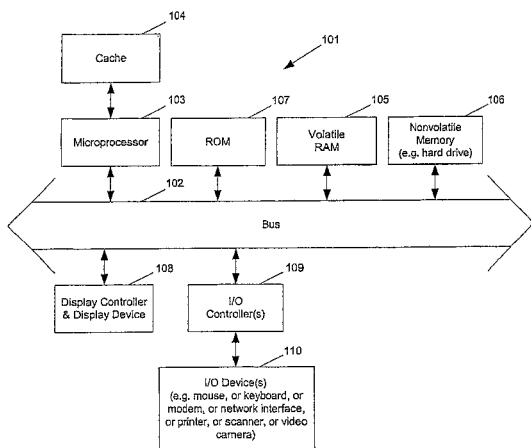 104
Cache
101
103
107
105
106
Microprocessor
ROM
Volatile
RAM
Nonvolatile
Memory
(e.g. hard drive)
102
Bus
108
109
Display Controller
& Display Device
I/O
Controller(s)
110
I/O Device(s)
(e.g. mouse, or keyboard, or
modem, or network interface,
or printer, or scanner, or video
camera)